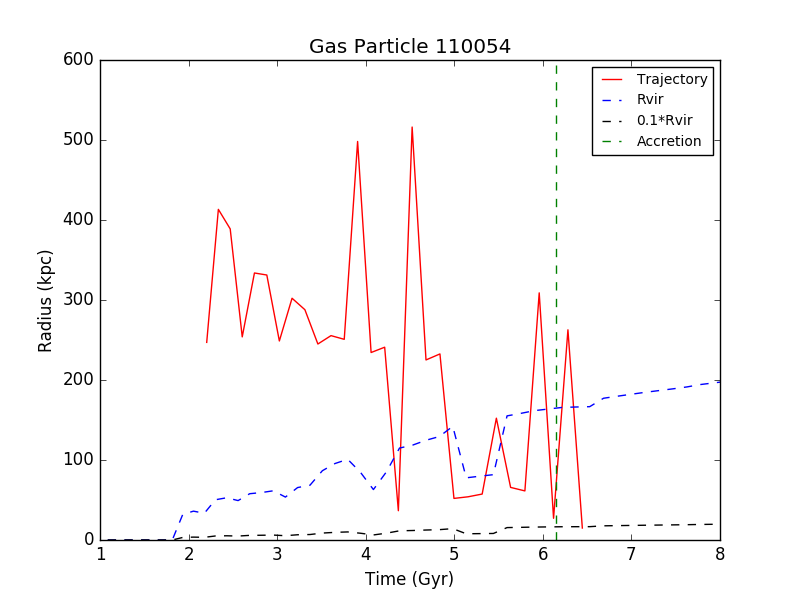 Gas Particle 110054
600
500
400
300
200
100
0
Radius (kpc)
Trajectory
Rvir
0.1*Rvir
Accretion
1 2 3 4 5 6 7 8
Time (Gyr)